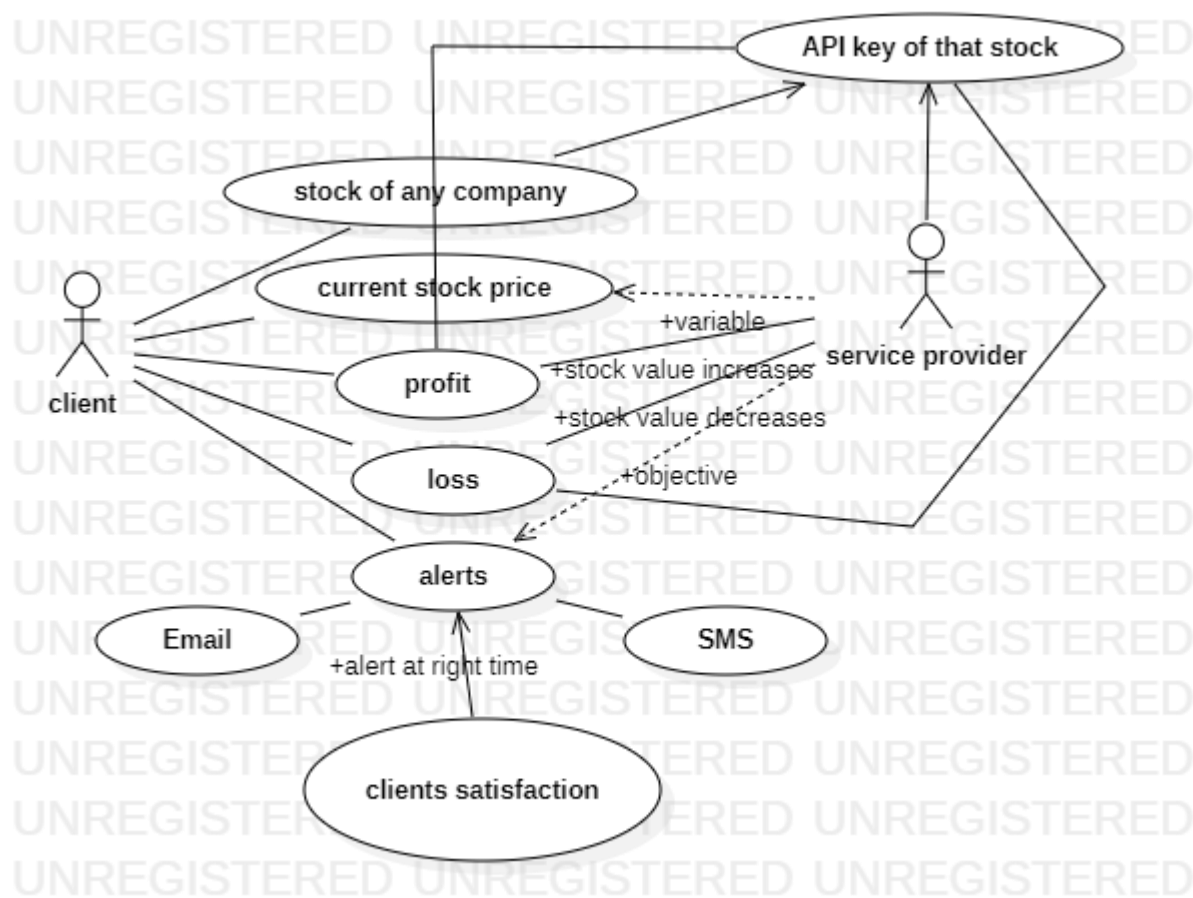 API key of that stock
stock of any company
current stock price
+variable
service provider
+stock value increases
profit
client
+stock value decreases
loss
+objective
alerts
Email
SMS
+alert at right time
clients satisfaction
UNREGISTERED